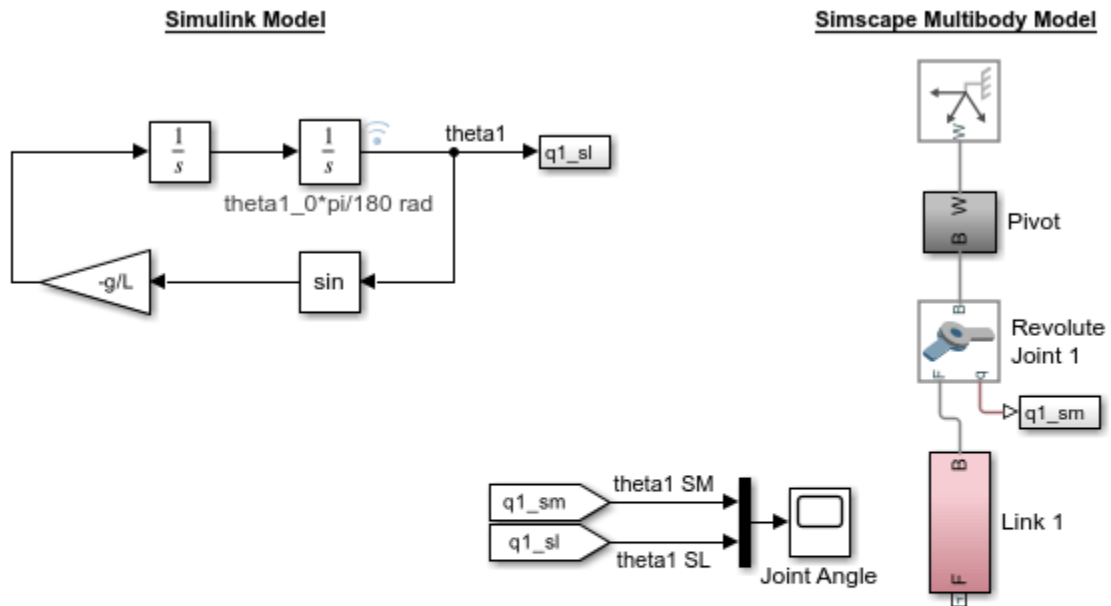 Simulink Model
Simscape Multibody Model
1
s
1
s
theta1
q1_sl
theta1_0*pi/180 rad
-g/L
sin
W
W
B
Pivot
B
Revolute
Joint 1
F
q
q1_sm
B
Link 1
F
q1_sm
theta1 SM
q1_sl
theta1 SL
Joint Angle